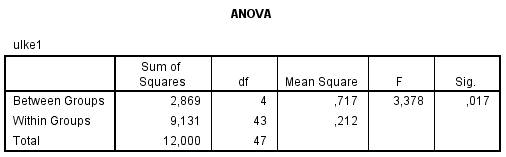 ANOVA
ulke1
Sum of Squares df Mean Square F Sig.
Between Groups 2,869 4 ,717 3,378 ,017
Within Groups 9,131 43 ,212
Total 12,000 47